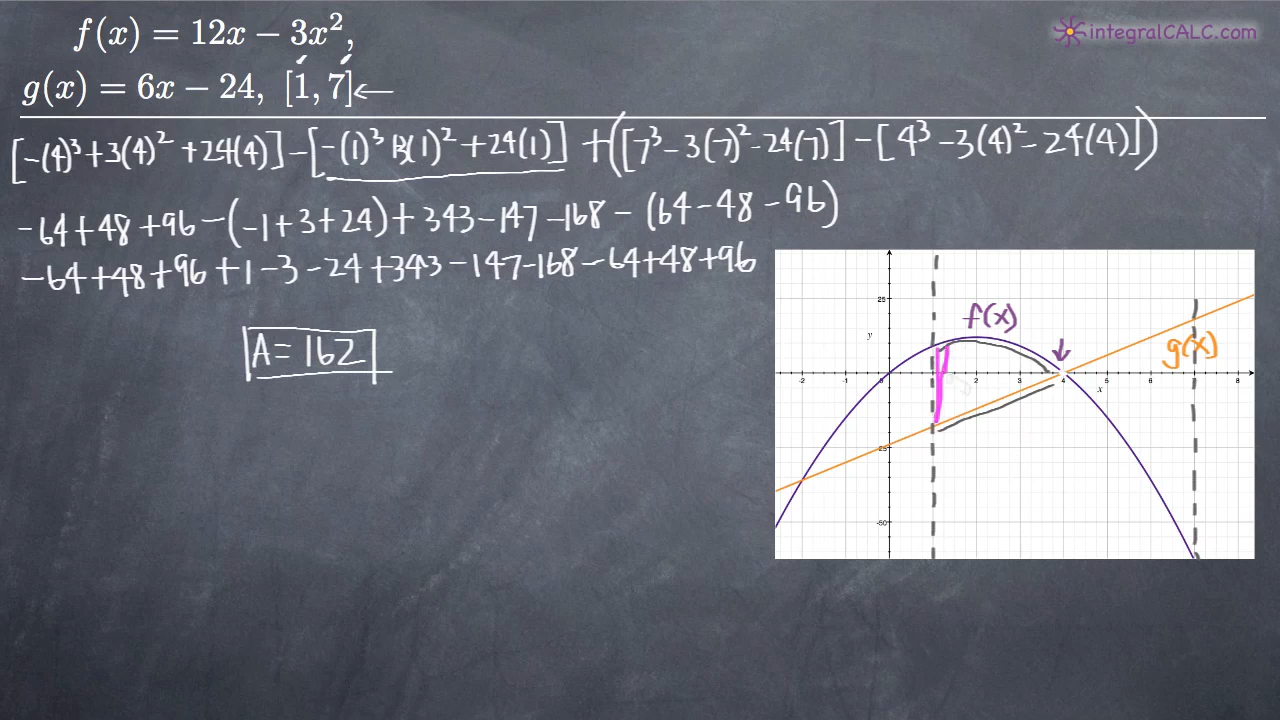 f(x) = 12x − 3x²,
integralCALC.com
g(x) = 6x − 24, [1, 7]←
[-(4)³+3(4)²+24(4)] - [-(1)³+3(1)²+24(1)] + ([7³-3(7)²-24(7)] - [4³-3(4)²-24(4)])
-64+48+96-(-1+3+24)+343-147-168-(64-48-96)
-64+48+96+1-3-24+343-147-168-64+48+96
A = 162
25
f(x)
y
g(x)
-2 -1 0 2 3 4 5 6 7 8
x
-25
-50